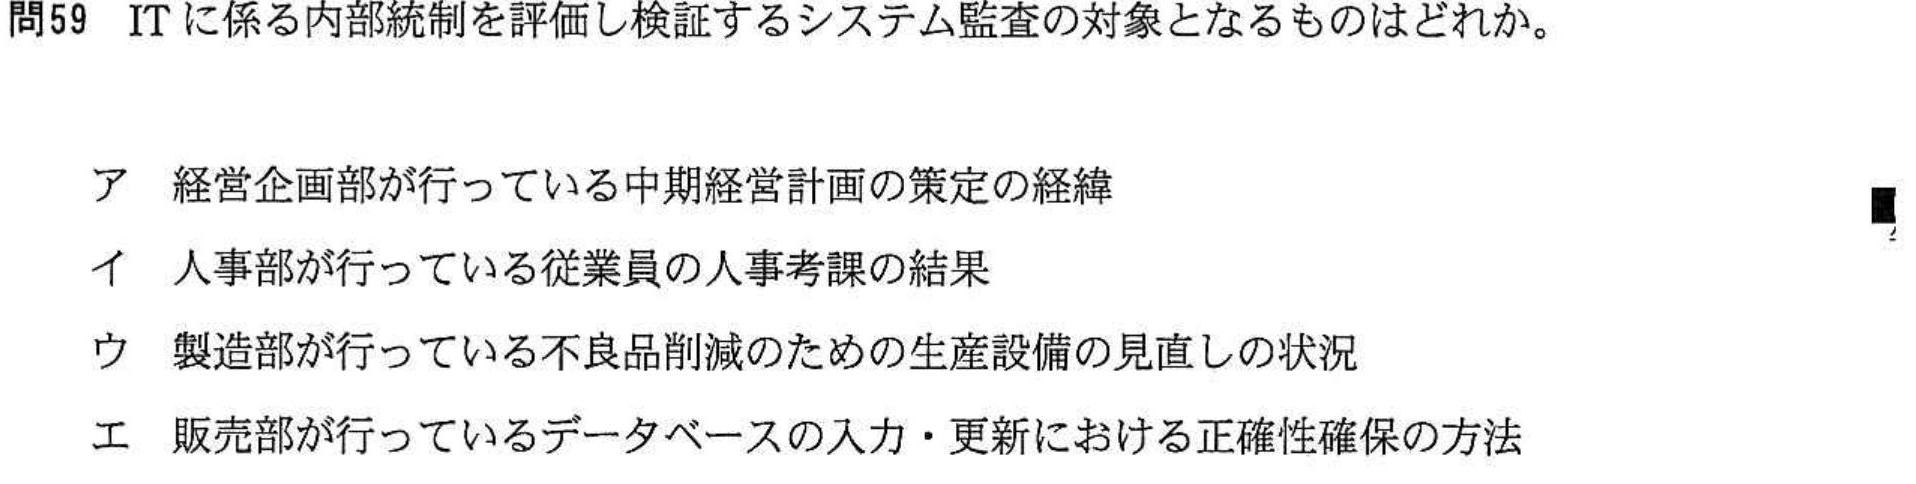 問59 ITに係る内部統制を評価し検証するシステム監査の対象となるものはどれか。
ア 経営企画部が行っている中期経営計画の策定の経緯
イ 人事部が行っている従業員の人事考課の結果
ウ 製造部が行っている不良品削減のための生産設備の見直しの状況
エ 販売部が行っているデータベースの入力・更新における正確性確保の方法